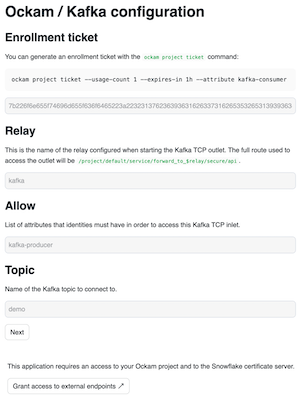 Ockam / Kafka configuration
Enrollment ticket
You can generate an enrollment ticket with the ockam project ticket command:
ockam project ticket --usage-count 1 --expires-in 1h --attribute kafka-consumer
7b226f6e655f74696d655f636f6465223a223231376236393631626337316265353265313939363
Relay
This is the name of the relay configured when starting the Kafka TCP outlet. The full route used
to access the outlet will be /project/default/service/forward_to_$relay/secure/api .
kafka
Allow
List of attributes that identities must have in order to access this Kafka TCP inlet.
kafka-producer
Topic
Name of the Kafka topic to connect to.
demo
Next
This application requires an access to your Ockam project and to the Snowflake certificate server.
Grant access to external endpoints ↗